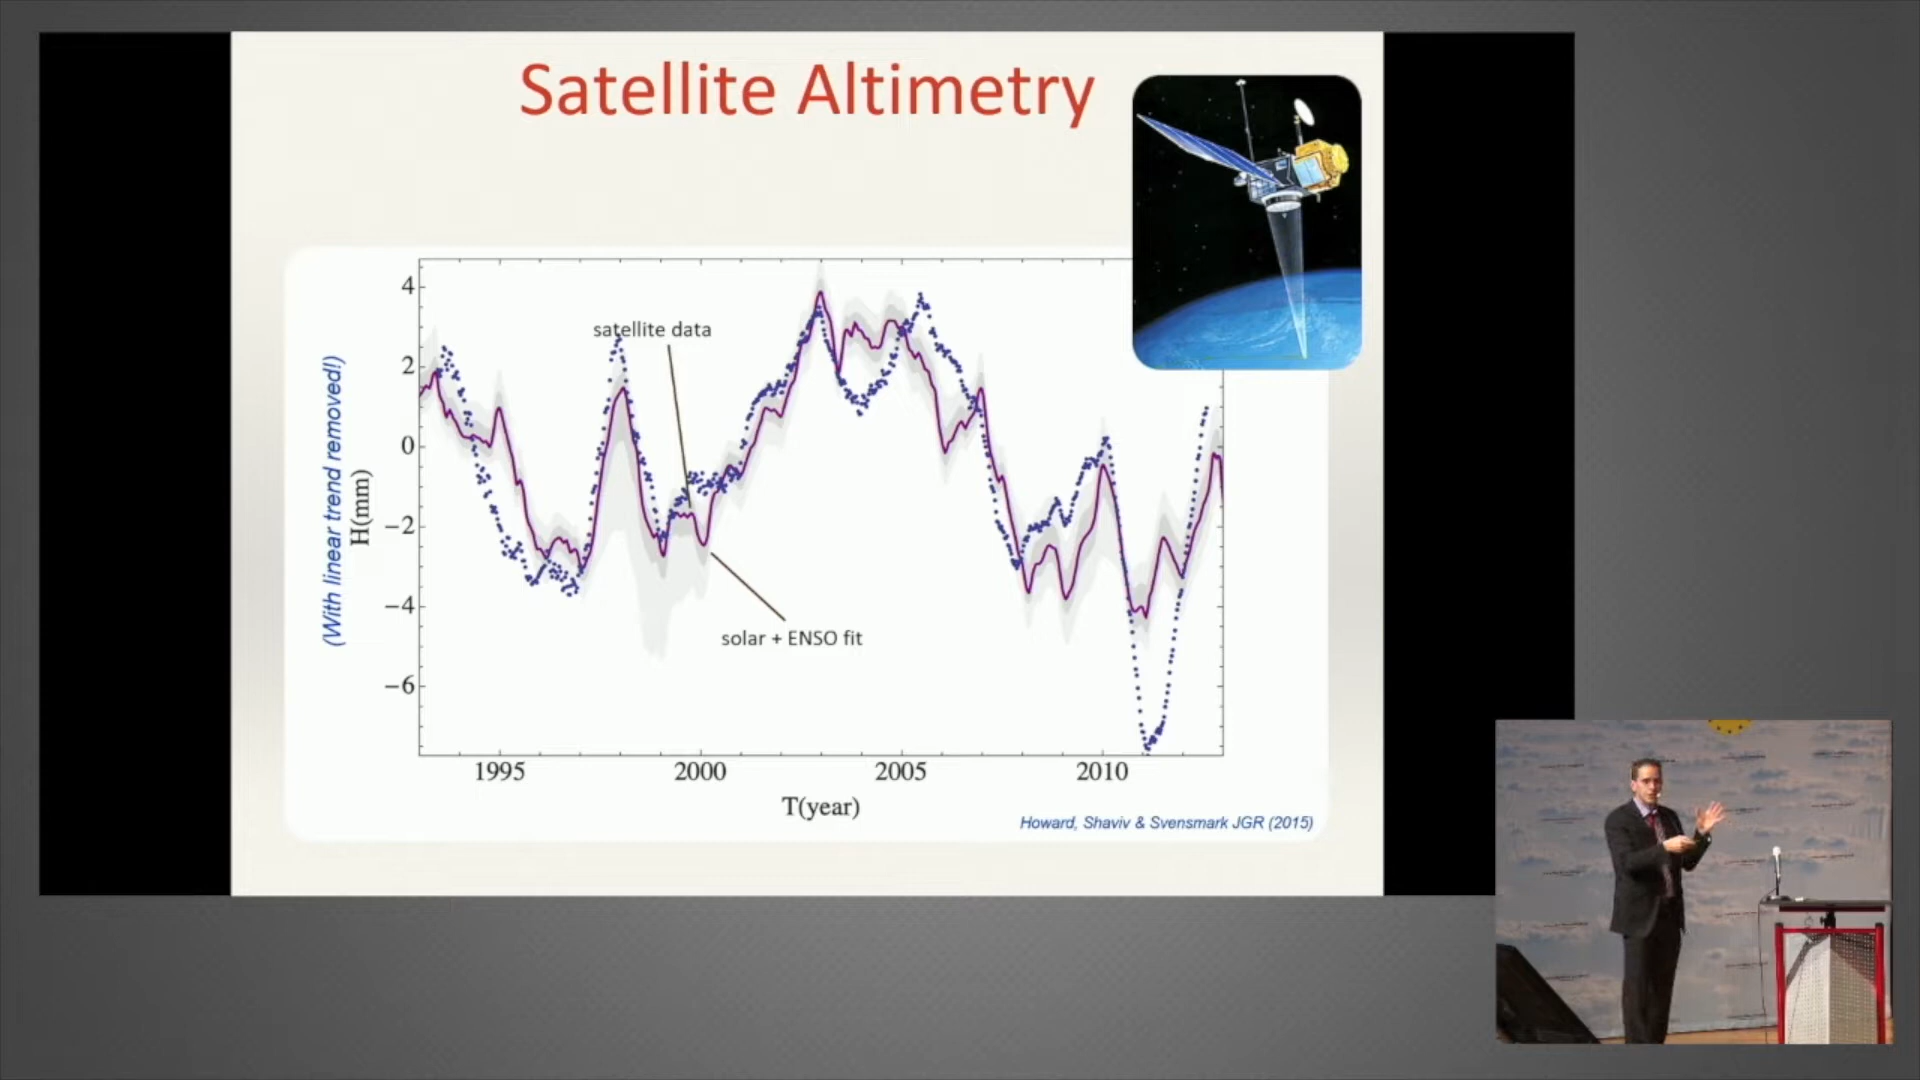 Satellite Altimetry
(With linear trend removed!)
H(mm)
4
2
0
−2
−4
−6
satellite data
solar + ENSO fit
1995 2000 2005 2010
T(year)
Howard, Shaviv & Svensmark JGR (2015)